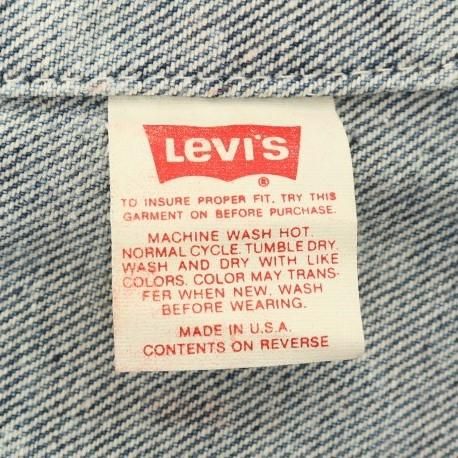 Levi's
®
TO INSURE PROPER FIT, TRY THIS
GARMENT ON BEFORE PURCHASE.
MACHINE WASH HOT.
NORMAL CYCLE. TUMBLE DRY.
WASH AND DRY WITH LIKE
COLORS. COLOR MAY TRANS-
FER WHEN NEW. WASH
BEFORE WEARING.
MADE IN U.S.A.
CONTENTS ON REVERSE